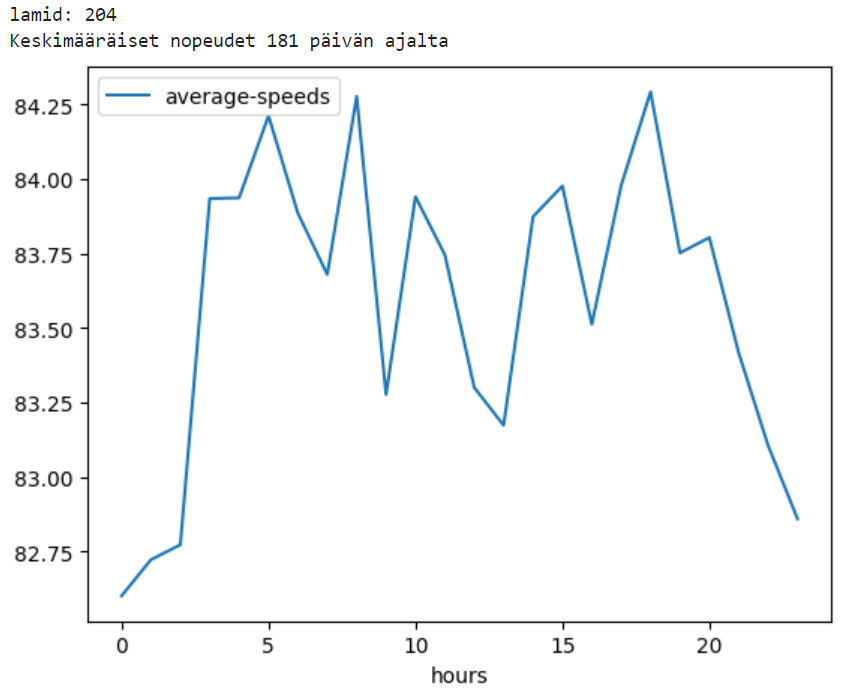 lamid: 204
Keskimääräiset nopeudet 181 päivän ajalta
average-speeds
84.25
84.00
83.75
83.50
83.25
83.00
82.75
0 5 10 15 20
hours